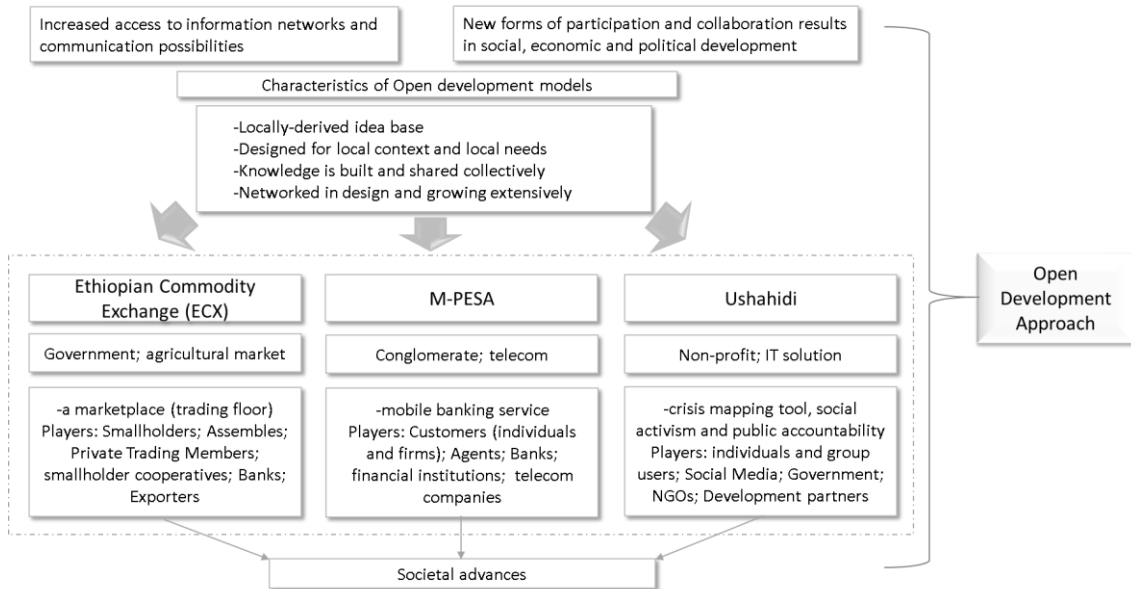 Increased access to information networks and
communication possibilities
New forms of participation and collaboration results
in social, economic and political development
Characteristics of Open development models
-Locally-derived idea base
-Designed for local context and local needs
-Knowledge is built and shared collectively
-Networked in design and growing extensively
Ethiopian Commodity
Exchange (ECX)
Government; agricultural market
-a marketplace (trading floor)
Players: Smallholders; Assembles;
Private Trading Members;
smallholder cooperatives; Banks;
Exporters
M-PESA
Conglomerate; telecom
-mobile banking service
Players: Customers (individuals
and firms); Agents; Banks;
financial institutions; telecom
companies
Ushahidi
Non-profit; IT solution
-crisis mapping tool, social
activism and public accountability
Players: individuals and group
users; Social Media; Government;
NGOs; Development partners
Societal advances
Open
Development
Approach